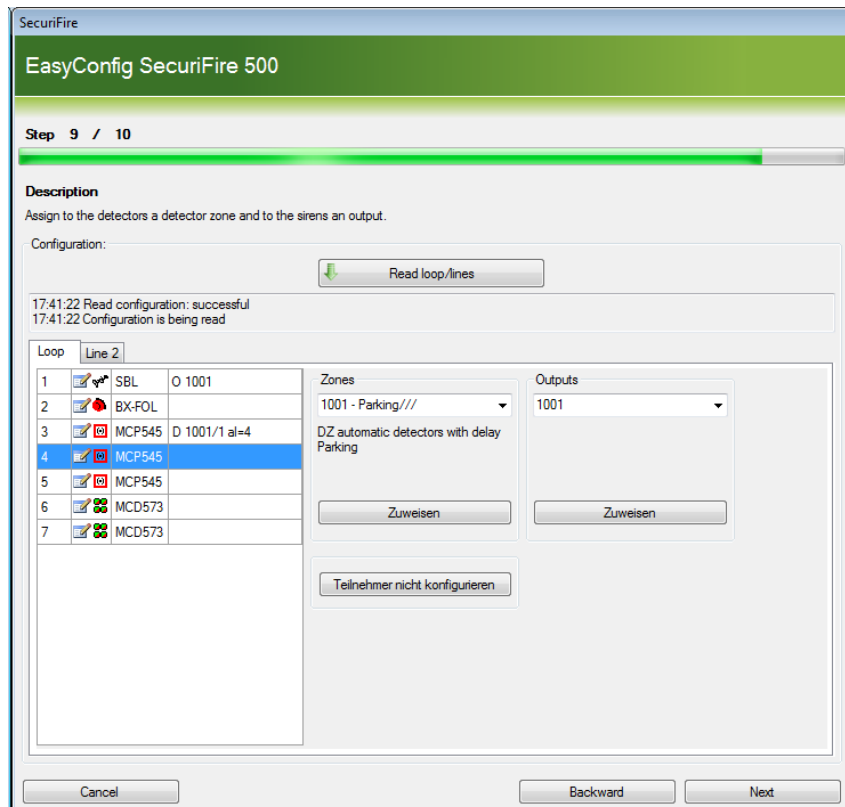 SecuriFire
EasyConfig SecuriFire 500
Step 9 / 10
Description
Assign to the detectors a detector zone and to the sirens an output.
Configuration:
Read loop/lines
17:41:22 Read configuration: successful
17:41:22 Configuration is being read
Loop Line 2
1 SBL O 1001
2 BX-FOL
3 MCP545 D 1001/1 al=4
4 MCP545
5 MCP545
6 MCD573
7 MCD573
Zones
1001 - Parking///
DZ automatic detectors with delay
Parking
Zuweisen
Outputs
1001
Zuweisen
Teilnehmer nicht konfigurieren
Cancel Backward Next